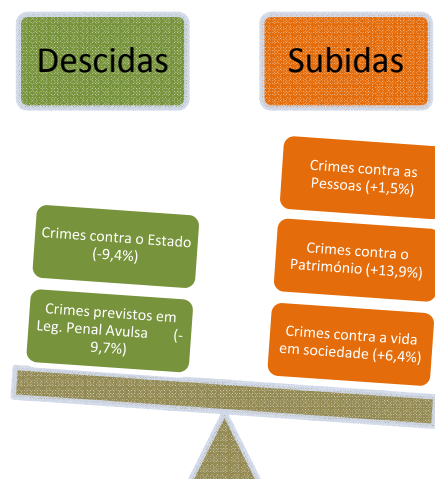 Descidas
Subidas
Crimes contra as
Pessoas (+1,5%)
Crimes contra o Estado
(-9,4%)
Crimes contra o
Património (+13,9%)
Crimes previstos em
Leg. Penal Avulsa (-
9,7%)
Crimes contra a vida
em sociedade (+6,4%)